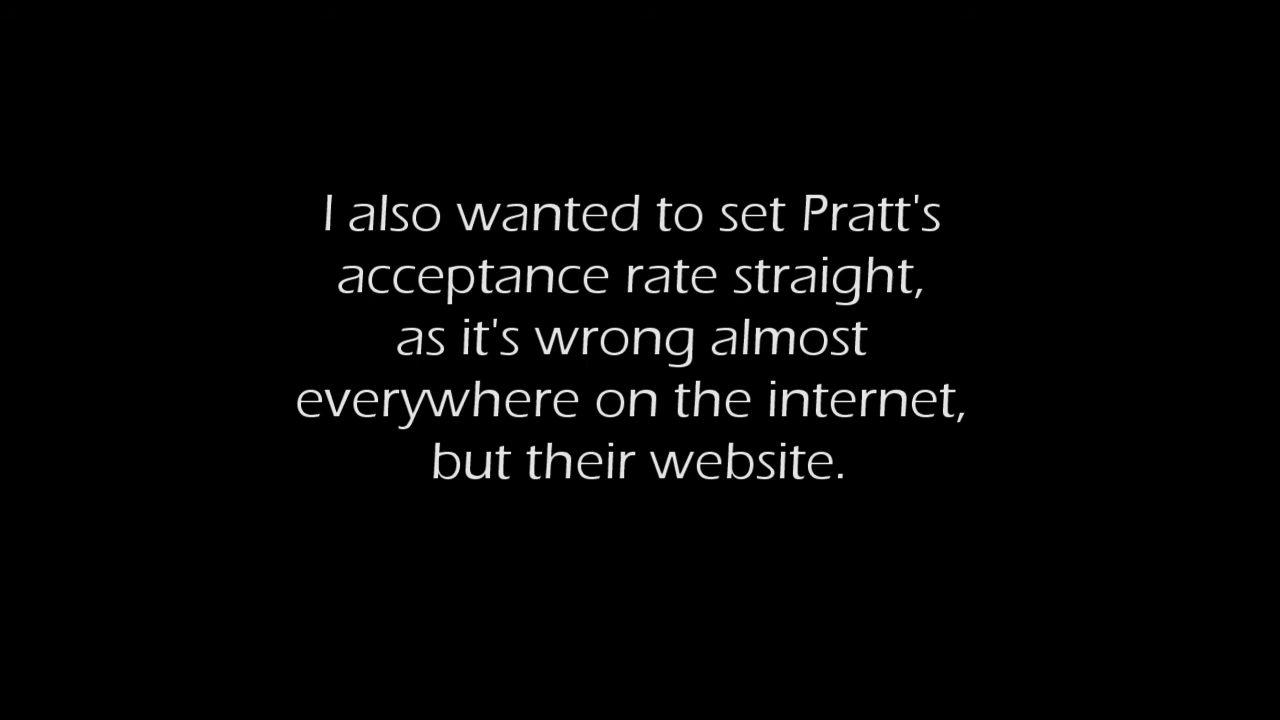 I also wanted to set Pratt's
acceptance rate straight,
as it's wrong almost
everywhere on the internet,
but their website.